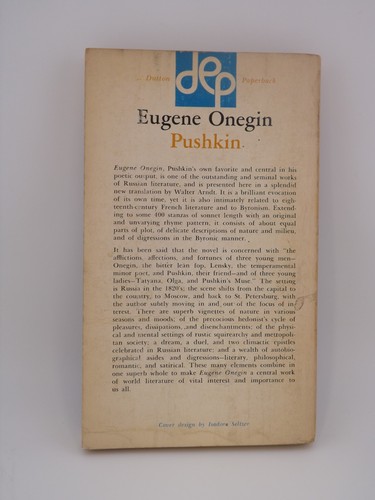 Dutton
dep
Paperback
Eugene Onegin
Pushkin
Eugene Onegin, Pushkin's own favorite and central in his
poetic output, is one of the outstanding and seminal works
of Russian literature, and is presented here in a splendid
new translation by Walter Arndt. It is a brilliant evocation
of its own time, yet it is also intimately related to eigh-
teenth-century French literature and to Byronism. Extend-
ing to some 400 stanzas of sonnet length with an original
and unvarying rhyme pattern, it consists of about equal
parts of plot, of delicate descriptions of nature and milieu,
and of digressions in the Byronic manner.
It has been said that the novel is concerned with "the
afflictions, affections, and fortunes of three young men—
Onegin, the bitter lean fop, Lensky, the temperamental
minor poet, and Pushkin, their friend—and of three young
ladies—Tatyana, Olga, and Pushkin's Muse." The setting
is Russia in the 1820's; the scene shifts from the capital to
the country, to Moscow, and back to St. Petersburg, with
the author subtly moving in and out of the focus of in-
terest. There are superb vignettes of nature in various
seasons and moods; of the precocious hedonist's cycle of
pleasures, dissipations, and disenchantments; of the physi-
cal and mental settings of rustic squirearchy and metropoli-
tan society; a dream, a duel, and two climactic epistles
celebrated in Russian literature; and a wealth of autobio-
graphical asides and digressions—literary, philosophical,
romantic, and satirical. These many elements combine in
one superb whole to make Eugene Onegin a central work
of world literature of vital interest and importance to
us all.
Cover design by Isadore Seltzer